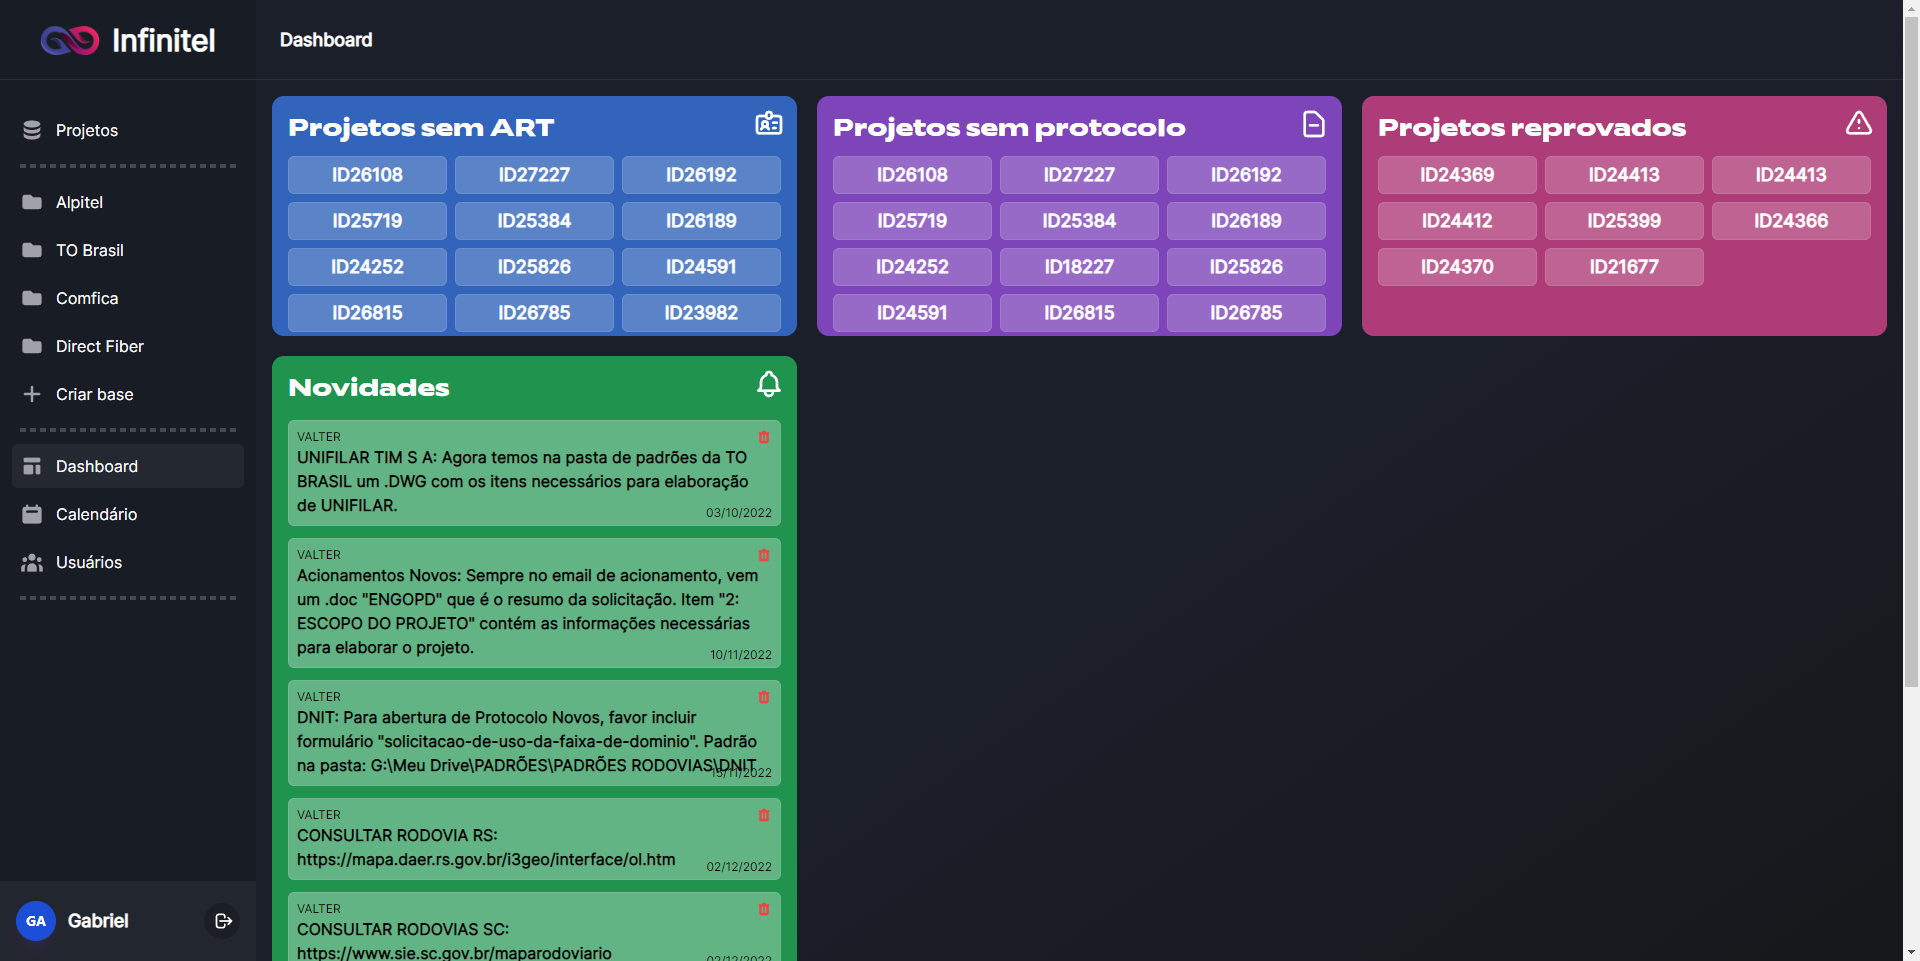 Infinitel
Dashboard
Projetos
Alpitel
TO Brasil
Comfica
Direct Fiber
Criar base
Dashboard
Calendário
Usuários
GA
Gabriel
Projetos sem ART
ID26108 ID27227 ID26192
ID25719 ID25384 ID26189
ID24252 ID25826 ID24591
ID26815 ID26785 ID23982
Projetos sem protocolo
ID26108 ID27227 ID26192
ID25719 ID25384 ID26189
ID24252 ID18227 ID25826
ID24591 ID26815 ID26785
Projetos reprovados
ID24369 ID24413 ID24413
ID24412 ID25399 ID24366
ID24370 ID21677
Novidades
VALTER
UNIFILAR TIM S A: Agora temos na pasta de padrões da TO
BRASIL um .DWG com os itens necessários para elaboração
de UNIFILAR.
03/10/2022
VALTER
Acionamentos Novos: Sempre no email de acionamento, vem
um .doc "ENGOPD" que é o resumo da solicitação. Item "2:
ESCOPO DO PROJETO" contém as informações necessárias
para elaborar o projeto.
10/11/2022
VALTER
DNIT: Para abertura de Protocolo Novos, favor incluir
formulário "solicitacao-de-uso-da-faixa-de-dominio". Padrão
na pasta: G:\Meu Drive\PADRÕES\PADRÕES RODOVIAS\DNIT
15/11/2022
VALTER
CONSULTAR RODOVIA RS:
https://mapa.daer.rs.gov.br/i3geo/interface/ol.htm
02/12/2022
VALTER
CONSULTAR RODOVIAS SC:
https://www.sie.sc.gov.br/maparodoviario
02/12/2022